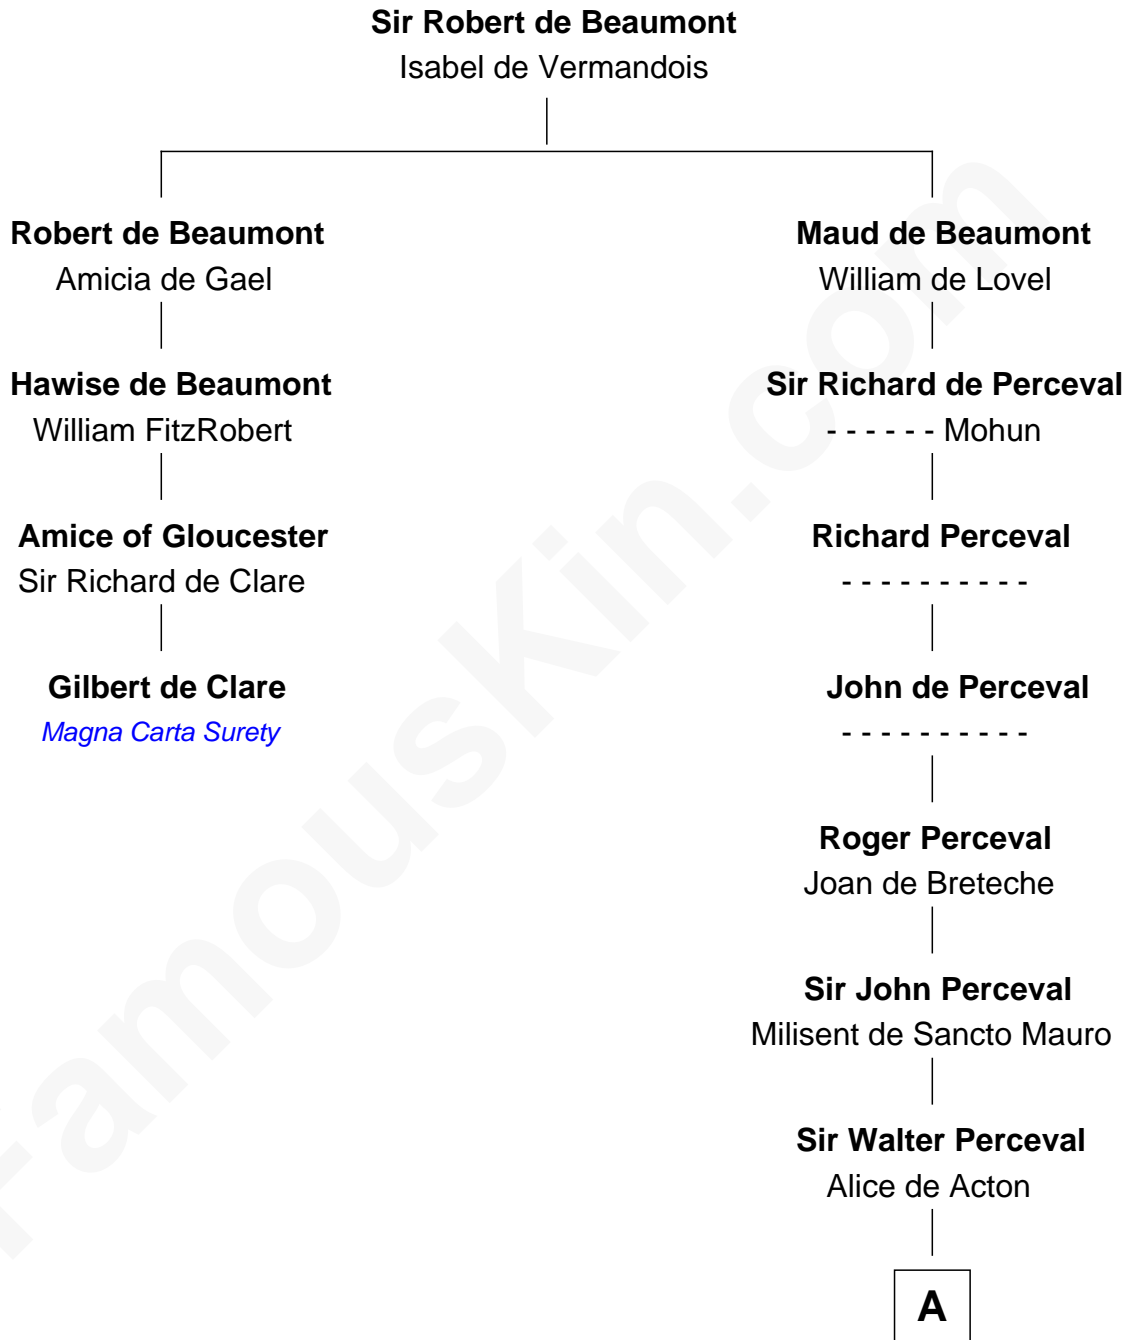 Sir Robert de Beaumont
Isabel de Vermandois
Robert de Beaumont
Amicia de Gael
Maud de Beaumont
William de Lovel
Hawise de Beaumont
William FitzRobert
Sir Richard de Perceval
- - - - - - Mohun
Amice of Gloucester
Sir Richard de Clare
Richard Perceval
- - - - - - - - - -
Gilbert de Clare
Magna Carta Surety
John de Perceval
- - - - - - - - - -
Roger Perceval
Joan de Breteche
Sir John Perceval
Milisent de Sancto Mauro
Sir Walter Perceval
Alice de Acton
A
FamousKin.com